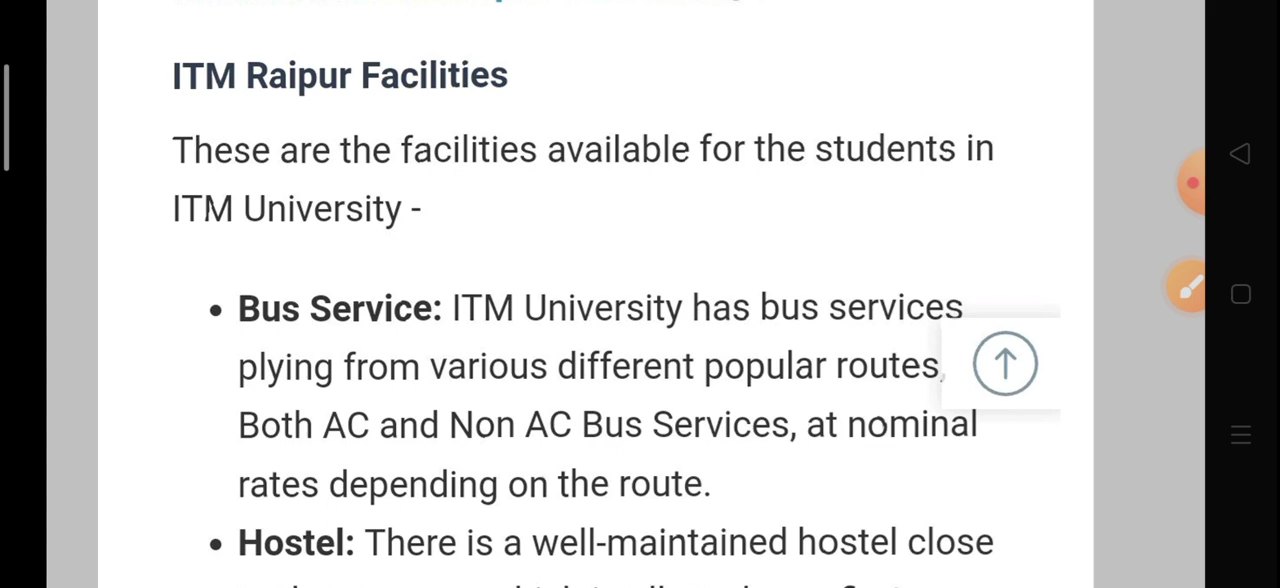 ITM Raipur Facilities
These are the facilities available for the students in
ITM University -
• Bus Service: ITM University has bus services
plying from various different popular routes,
Both AC and Non AC Bus Services, at nominal
rates depending on the route.
• Hostel: There is a well-maintained hostel close